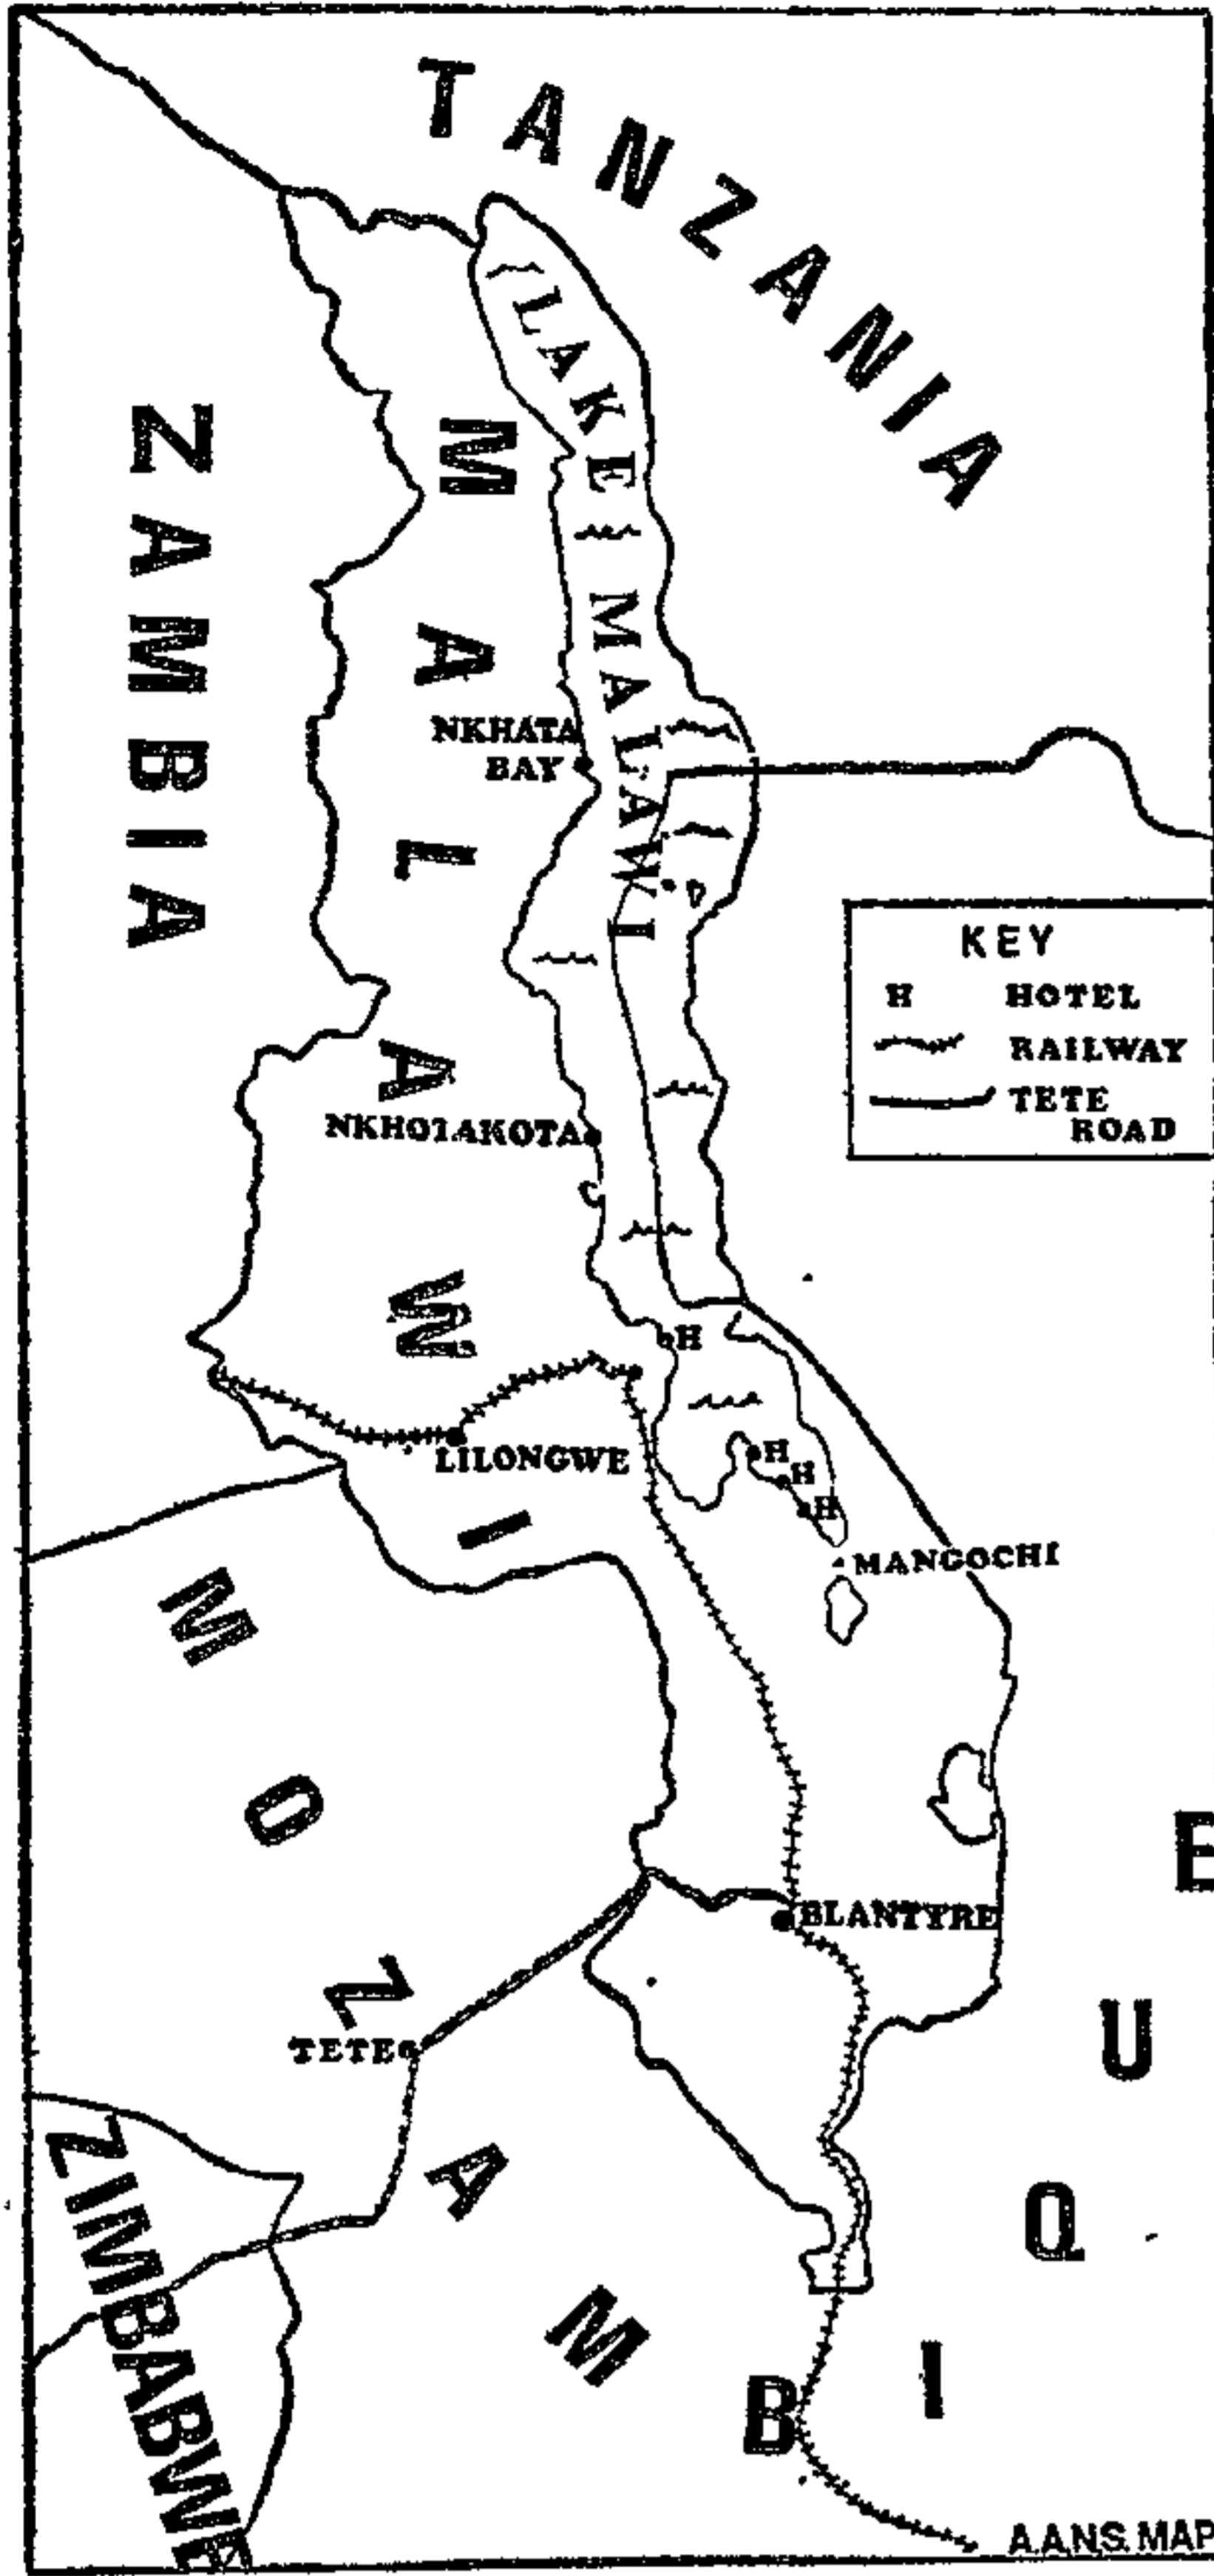 TANZANIA
ZAMBIA
MALAWI
LAKE MALAWI
NKHATA
BAY
KEY
H HOTEL
RAILWAY
TETE
ROAD
NKHOTAKOTA
H
LILONGWE
H
H
H
MANGOCHI
MOZAMBIQUE
BLANTYRE
TETE
ZIMBABWE
A.A.N.S. MAP